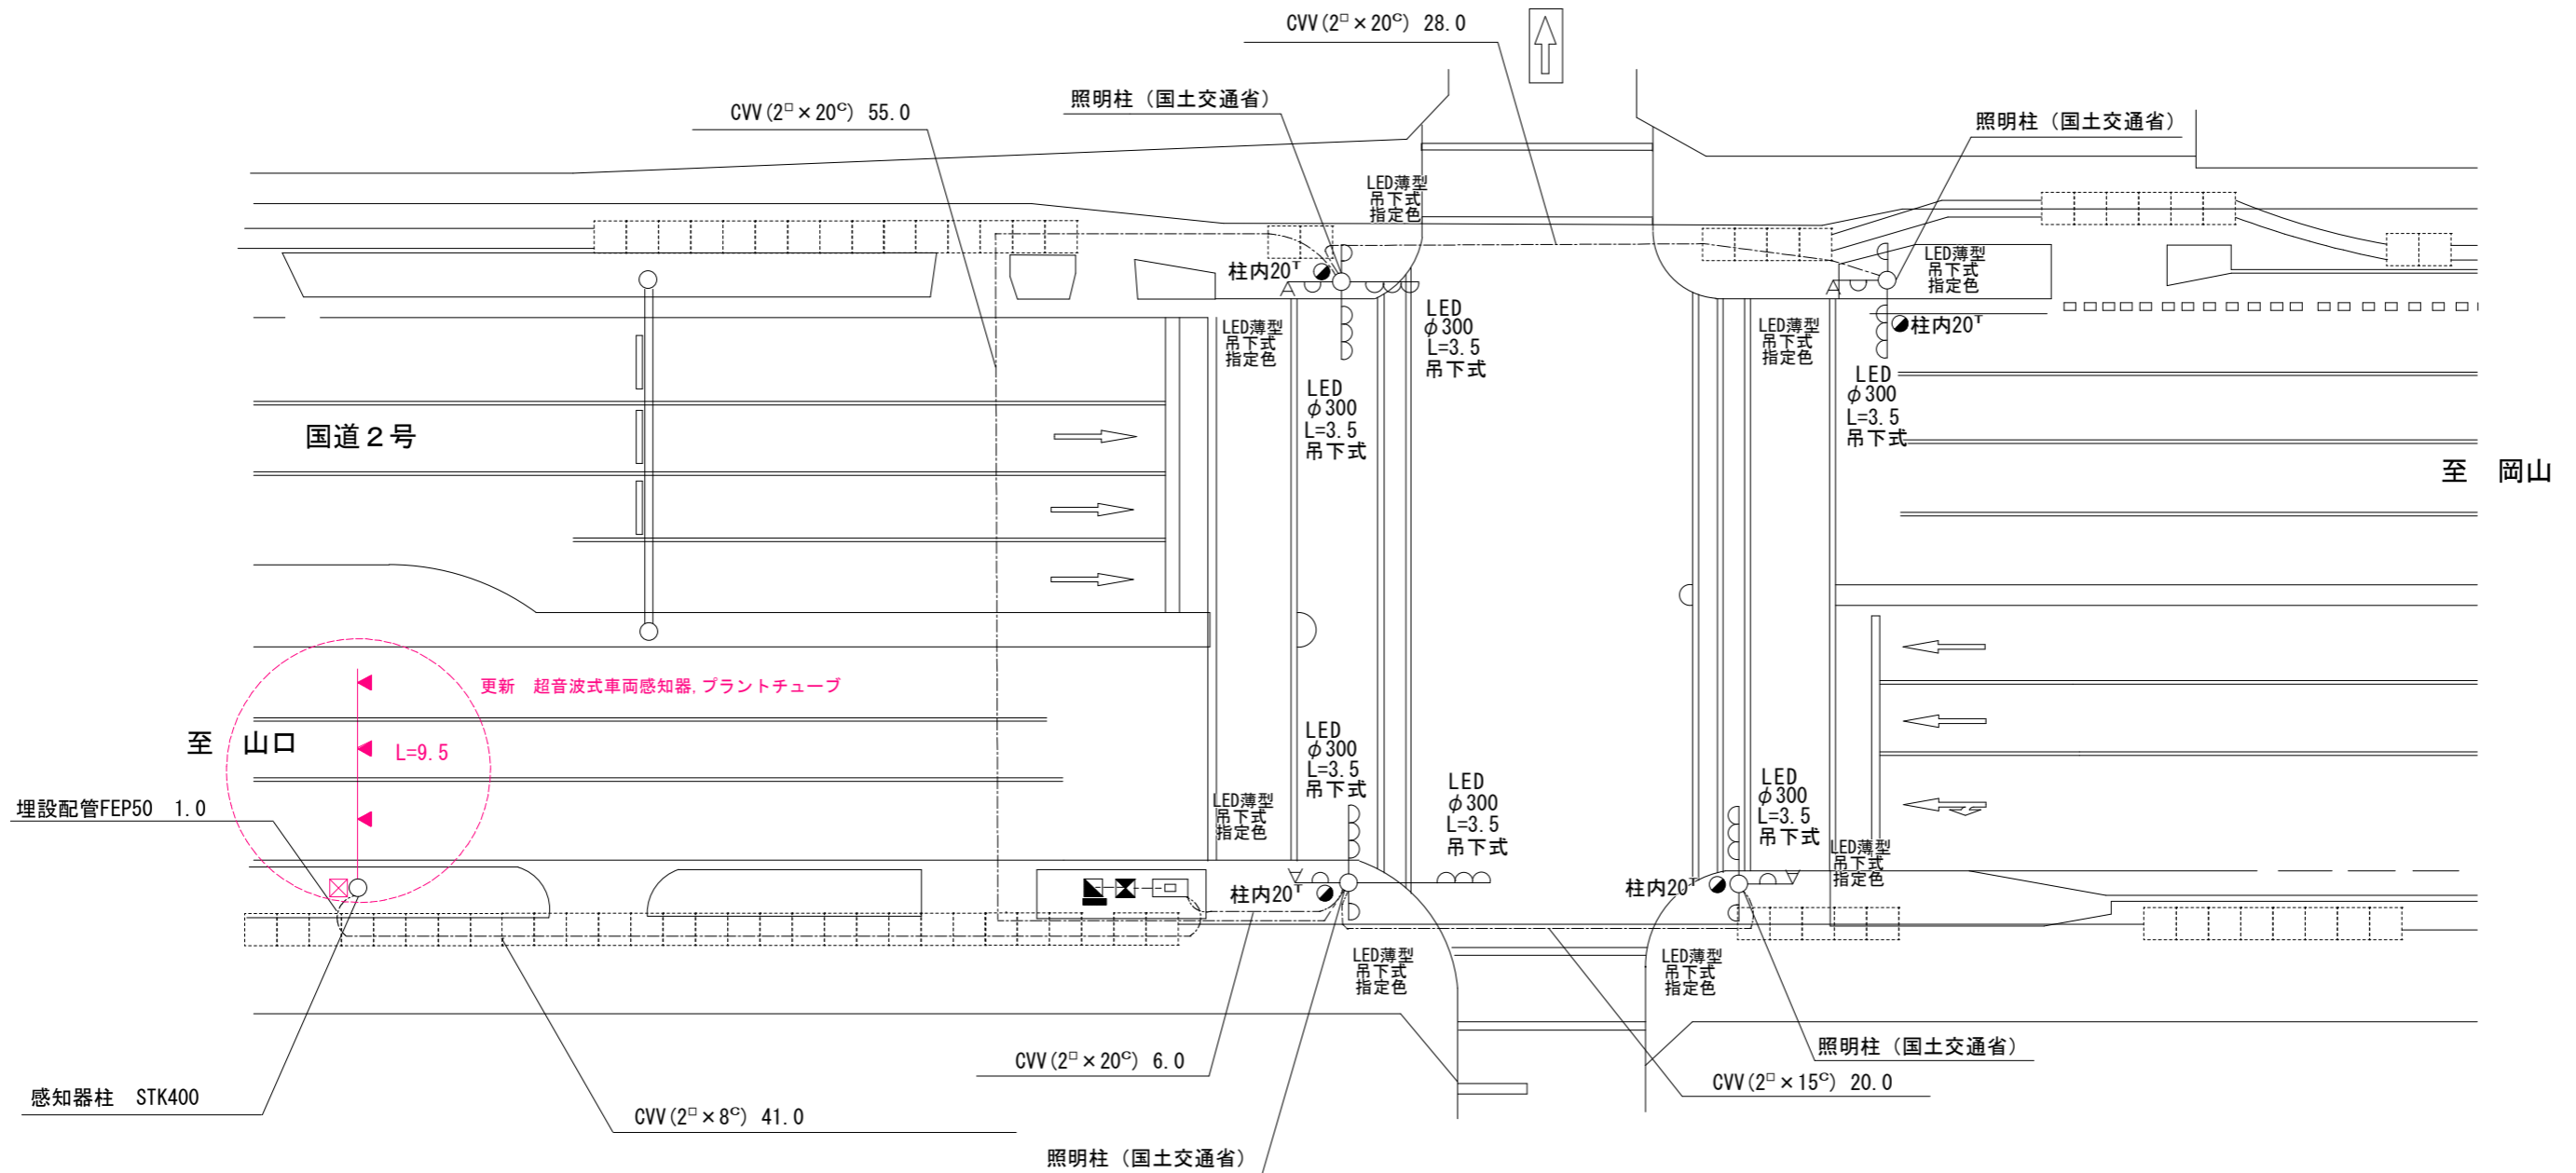 CVV(2□×20C) 28.0
CVV(2□×20C) 55.0
照明柱（国土交通省）
照明柱（国土交通省）
LED薄型
吊下式
指定色
柱内20T
LED薄型
吊下式
指定色
LED薄型
吊下式
指定色
LED
φ300
L=3.5
吊下式
LED薄型
吊下式
指定色
柱内20T
LED
φ300
L=3.5
吊下式
LED
φ300
L=3.5
吊下式
国道２号
至　岡山
更新　超音波式車両感知器,プラントチューブ
至　山口
L=9.5
LED
φ300
L=3.5
吊下式
LED
φ300
L=3.5
吊下式
LED
φ300
L=3.5
吊下式
埋設配管FEP50　1.0
LED薄型
吊下式
指定色
LED薄型
吊下式
指定色
柱内20T
柱内20T
LED薄型
吊下式
指定色
LED薄型
吊下式
指定色
CVV(2□×20C) 6.0
照明柱（国土交通省）
CVV(2□×15C) 20.0
感知器柱　STK400
CVV(2□×8C) 41.0
照明柱（国土交通省）